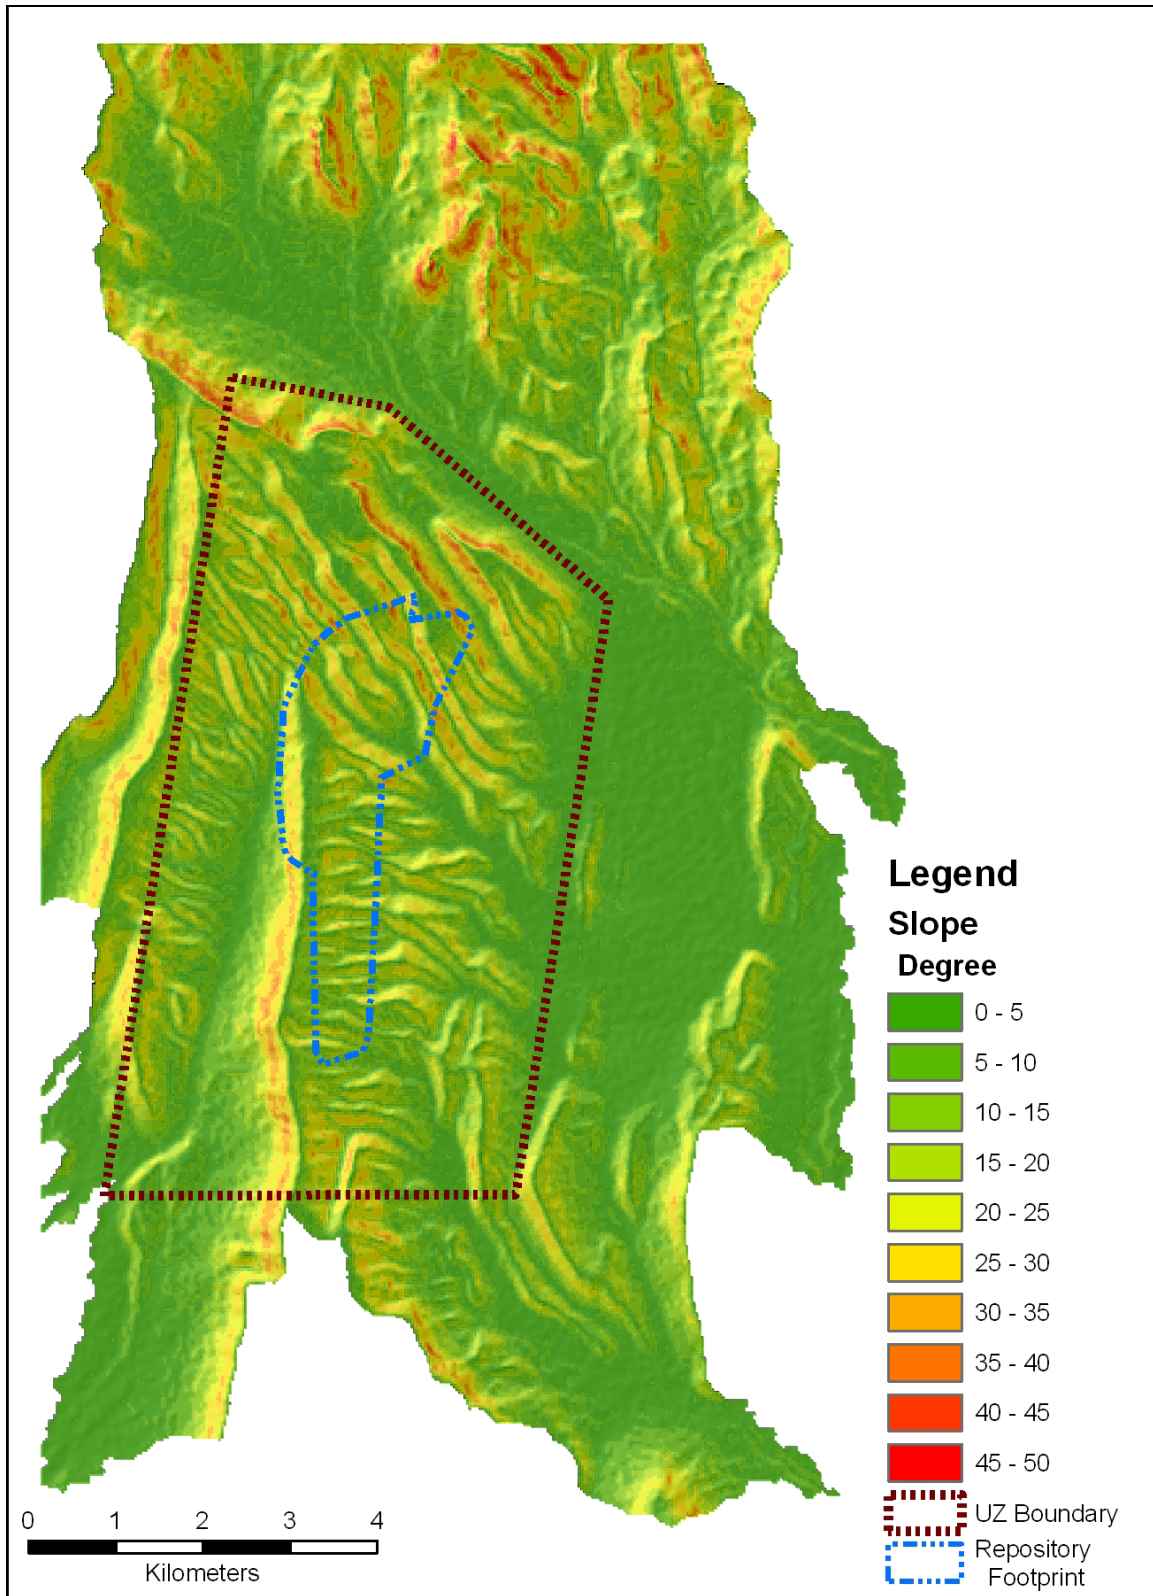 Legend
Slope
Degree
0 - 5
5 - 10
10 - 15
15 - 20
20 - 25
25 - 30
30 - 35
35 - 40
40 - 45
45 - 50
UZ Boundary
Repository
Footprint
0 1 2 3 4
Kilometers